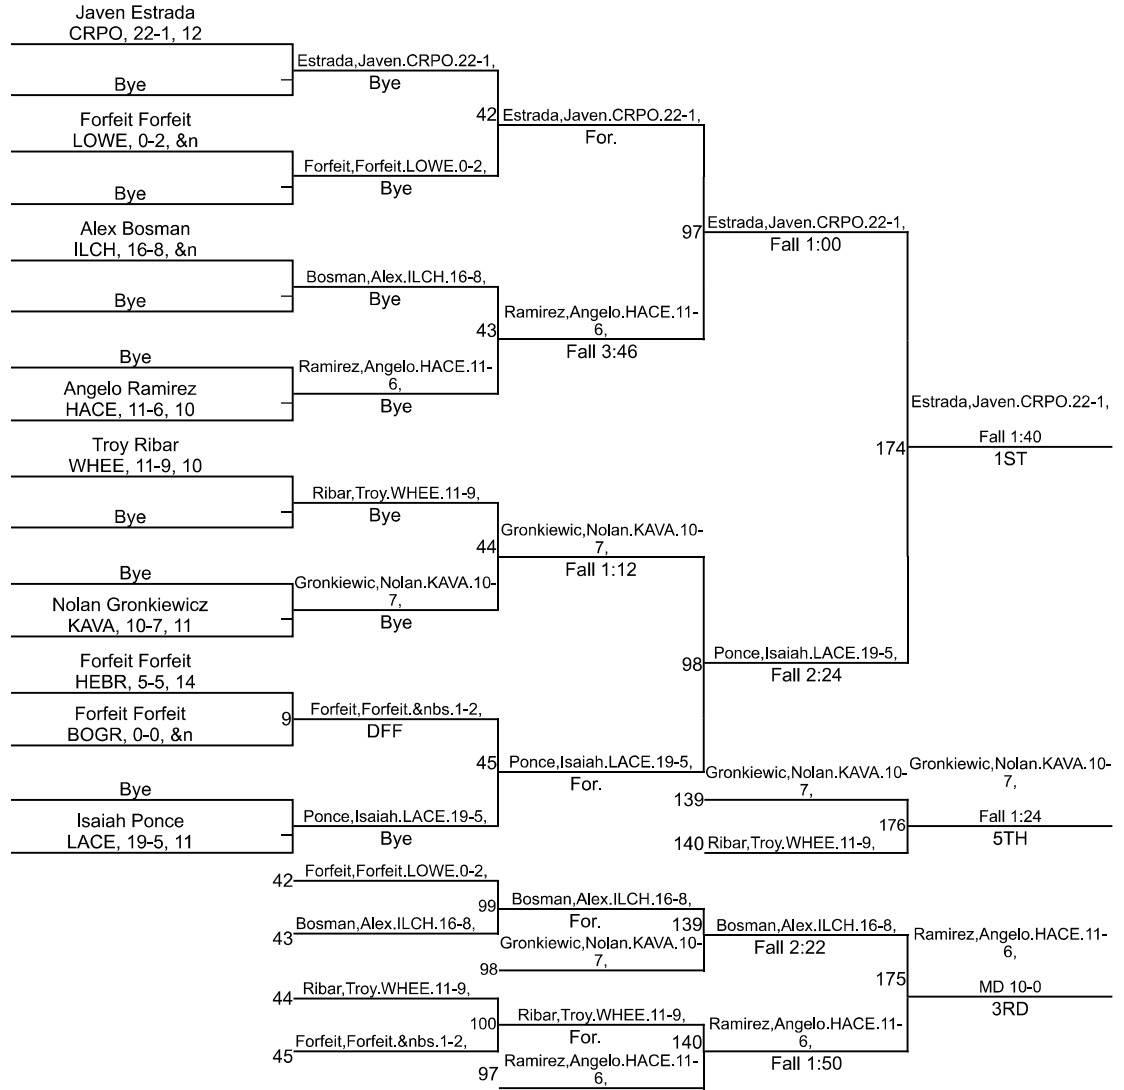 Javen Estrada
CRPO, 22-1, 12
Estrada,Javen.CRPO.22-1,
Bye
Bye
42
Estrada,Javen.CRPO.22-1,
For.
Forfeit Forfeit
LOWE, 0-2, &n
Forfeit,Forfeit.LOWE.0-2,
Bye
Bye
97
Estrada,Javen.CRPO.22-1,
Fall 1:00
Alex Bosman
ILCH, 16-8, &n
Bosman,Alex.ILCH.16-8,
Bye
Bye
43
Ramirez,Angelo.HACE.11-
6,
Fall 3:46
Bye
Ramirez,Angelo.HACE.11-
6,
Bye
Angelo Ramirez
HACE, 11-6, 10
174
Estrada,Javen.CRPO.22-1,
Fall 1:40
1ST
Troy Ribar
WHEE, 11-9, 10
Ribar,Troy.WHEE.11-9,
Bye
Bye
44
Gronkiewic,Nolan.KAVA.10-
7,
Fall 1:12
Bye
Gronkiewic,Nolan.KAVA.10-
7,
Bye
Nolan Gronkiewicz
KAVA, 10-7, 11
98
Ponce,Isaiah.LACE.19-5,
Fall 2:24
Forfeit Forfeit
HEBR, 5-5, 14
Forfeit Forfeit
BOGR, 0-0, &n
9
Forfeit,Forfeit.&nbs.1-2,
DFF
45
Ponce,Isaiah.LACE.19-5,
For.
Bye
Isaiah Ponce
LACE, 19-5, 11
Ponce,Isaiah.LACE.19-5,
Bye
139
Gronkiewic,Nolan.KAVA.10-
7,
140
Ribar,Troy.WHEE.11-9,
176
Gronkiewic,Nolan.KAVA.10-
7,
Fall 1:24
5TH
42
Forfeit,Forfeit.LOWE.0-2,
43
Bosman,Alex.ILCH.16-8,
99
Bosman,Alex.ILCH.16-8,
For.
98
Gronkiewic,Nolan.KAVA.10-
7,
139
Bosman,Alex.ILCH.16-8,
Fall 2:22
44
Ribar,Troy.WHEE.11-9,
45
Forfeit,Forfeit.&nbs.1-2,
100
Ribar,Troy.WHEE.11-9,
For.
97
Ramirez,Angelo.HACE.11-
6,
140
Ramirez,Angelo.HACE.11-
6,
Fall 1:50
175
Ramirez,Angelo.HACE.11-
6,
MD 10-0
3RD